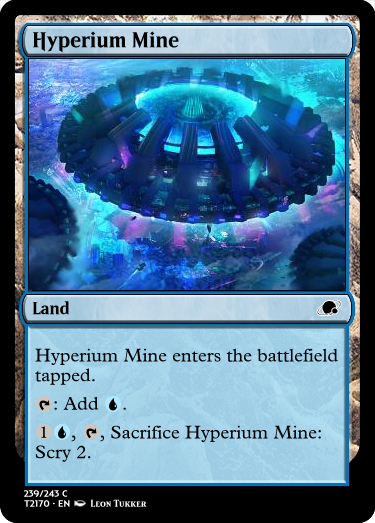 Hyperium Mine
Land
Hyperium Mine enters the battlefield
tapped.
: Add .
1 , , Sacrifice Hyperium Mine:
Scry 2.
239/243 C
T2170 · EN Leon Tukker